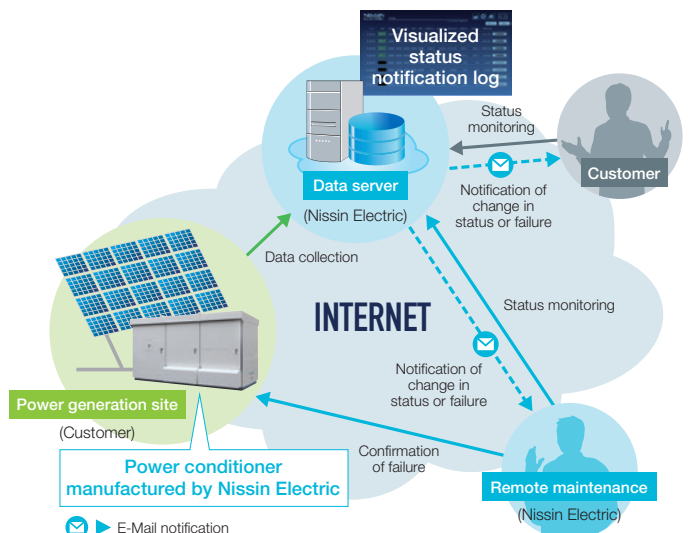 Visualized
status
notification log
Status
monitoring
Customer
Data server
(Nissin Electric)
Notification of
change in
status or failure
Data collection
INTERNET
Status monitoring
Notification of
change in
status or failure
Power generation site
(Customer)
Confirmation
of failure
Power conditioner
manufactured by Nissin Electric
Remote maintenance
(Nissin Electric)
E-Mail notification